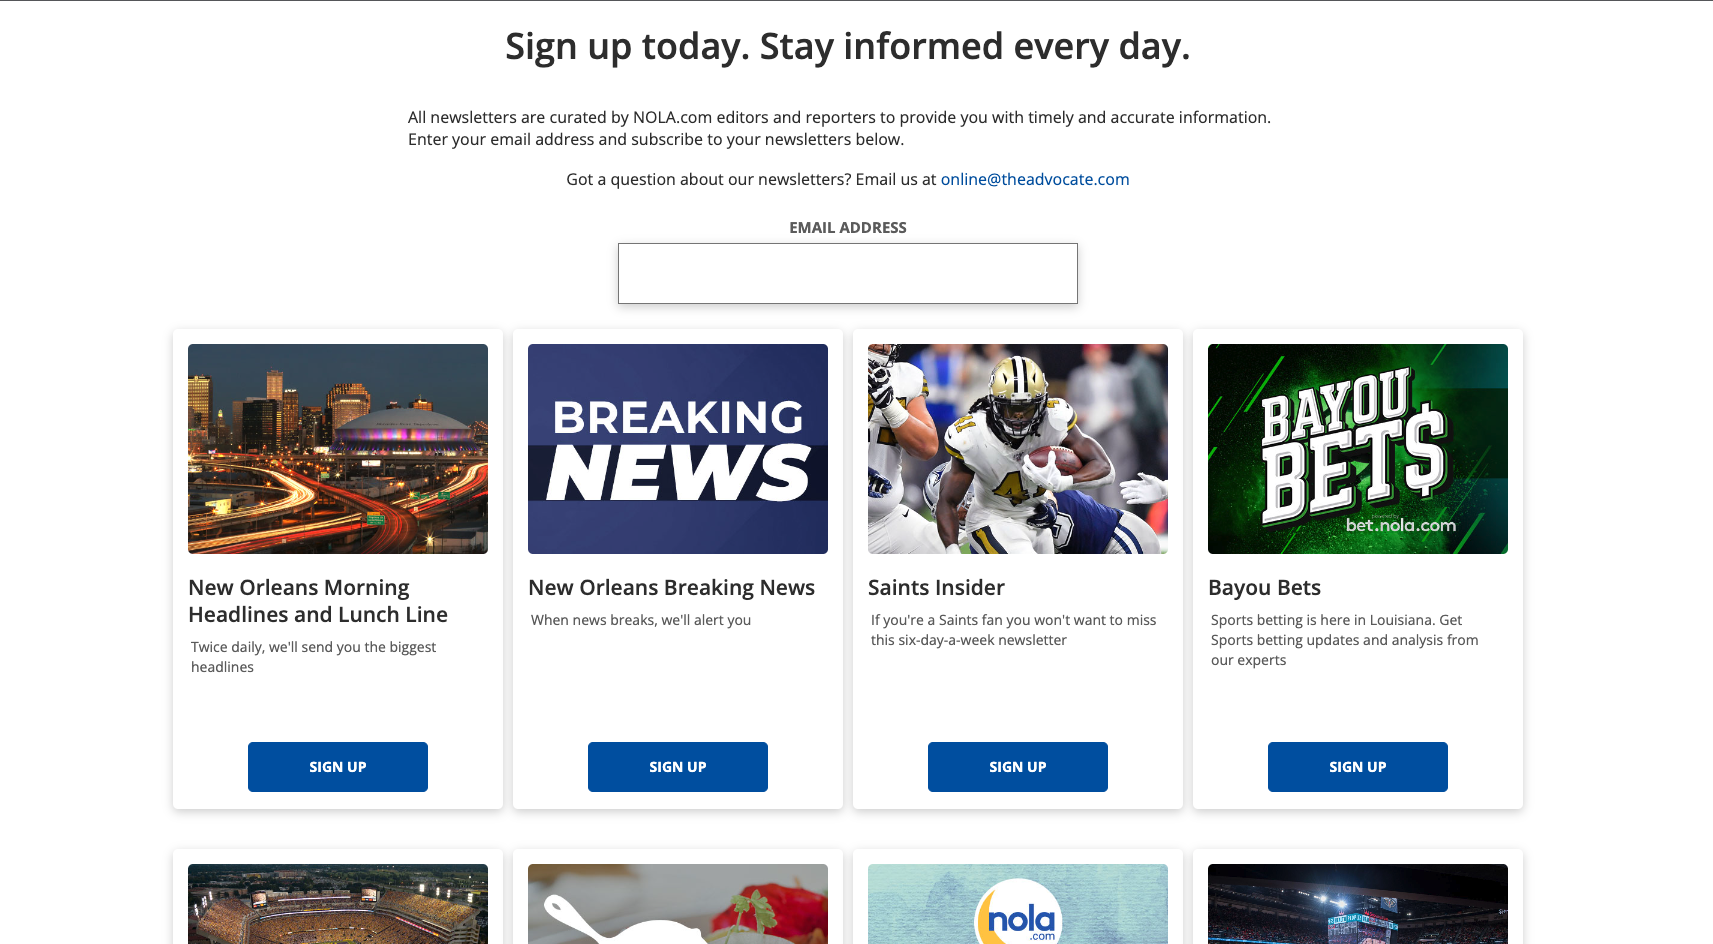 Sign up today. Stay informed every day.
All newsletters are curated by NOLA.com editors and reporters to provide you with timely and accurate information.
Enter your email address and subscribe to your newsletters below.
Got a question about our newsletters? Email us at online@theadvocate.com
EMAIL ADDRESS
BREAKING
NEWS
41
BAYOU
BET$
powered by
bet.nola.com
New Orleans Morning
Headlines and Lunch Line
Twice daily, we'll send you the biggest
headlines
SIGN UP
New Orleans Breaking News
When news breaks, we'll alert you
SIGN UP
Saints Insider
If you're a Saints fan you won't want to miss
this six-day-a-week newsletter
SIGN UP
Bayou Bets
Sports betting is here in Louisiana. Get
Sports betting updates and analysis from
our experts
SIGN UP
nola
.com